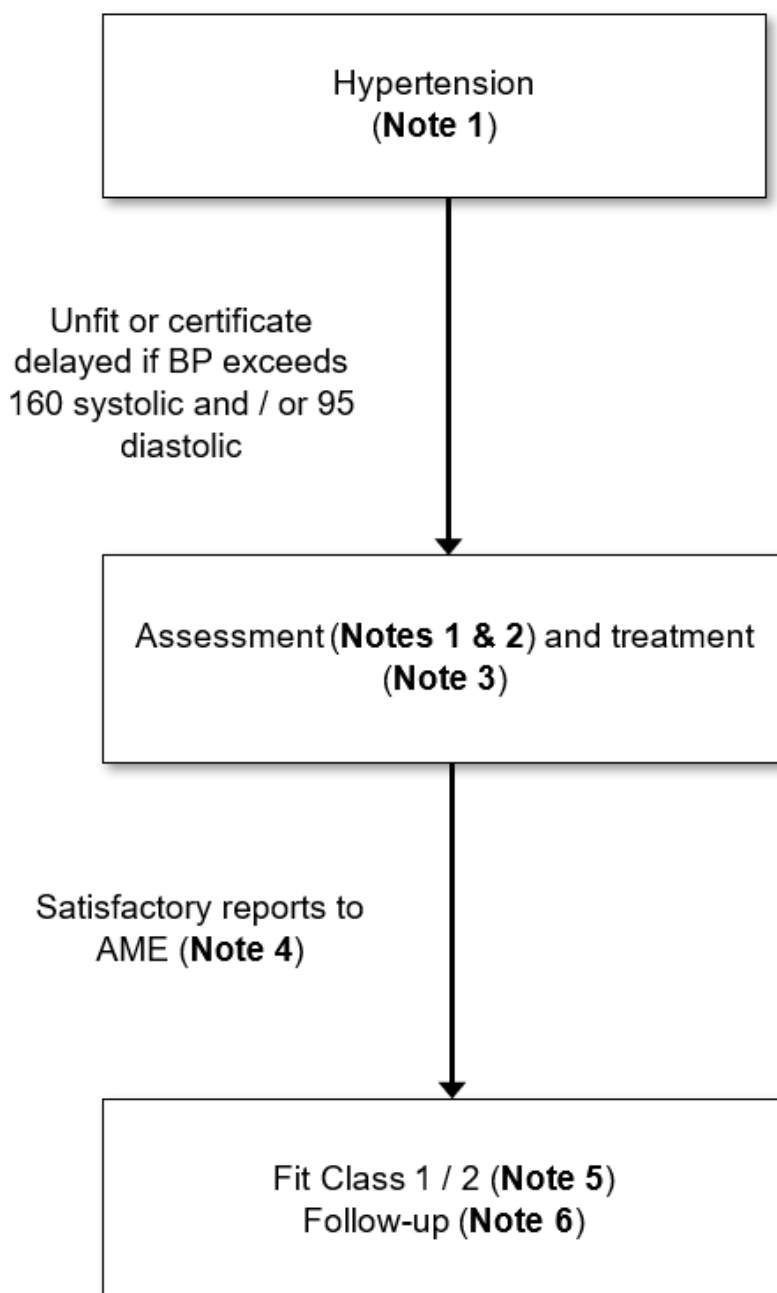 Hypertension
(Note 1)
Unfit or certificate
delayed if BP exceeds
160 systolic and / or 95
diastolic
Assessment (Notes 1 & 2) and treatment
(Note 3)
Satisfactory reports to
AME (Note 4)
Fit Class 1 / 2 (Note 5)
Follow-up (Note 6)